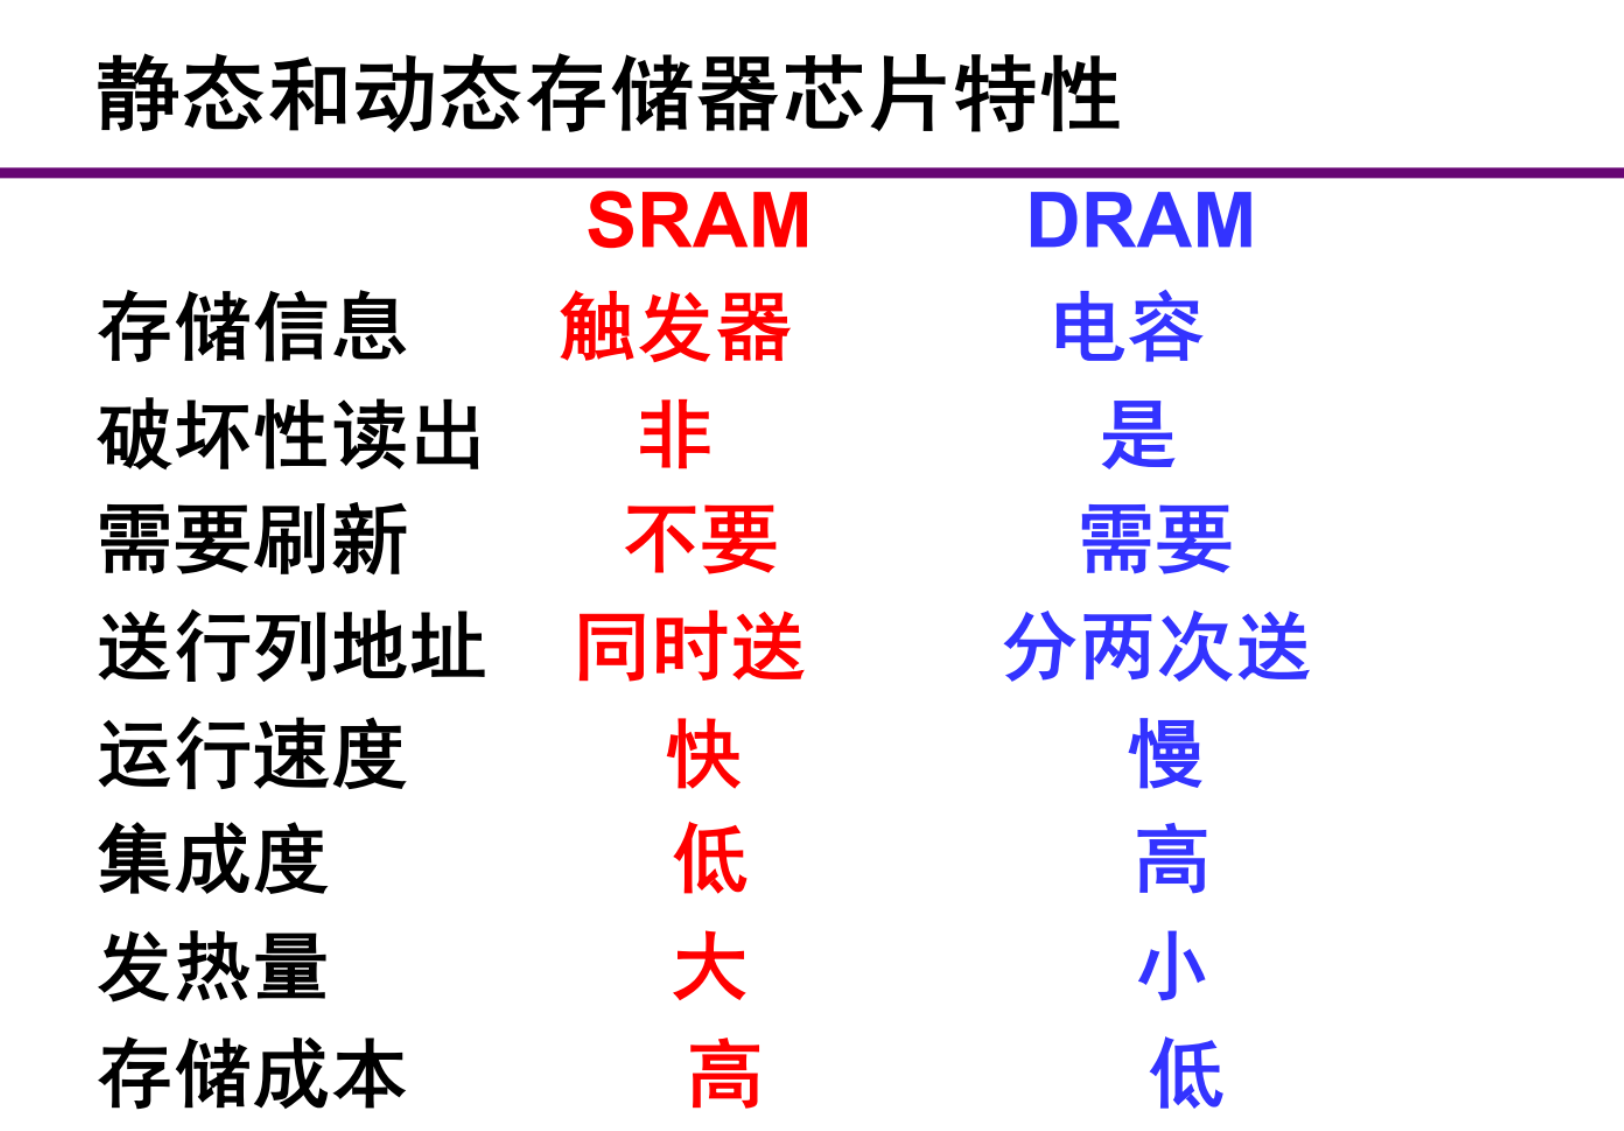 静态和动态存储器芯片特性
SRAM DRAM
存储信息 触发器 电容
破坏性读出 非 是
需要刷新 不要 需要
送行列地址 同时送 分两次送
运行速度 快 慢
集成度 低 高
发热量 大 小
存储成本 高 低